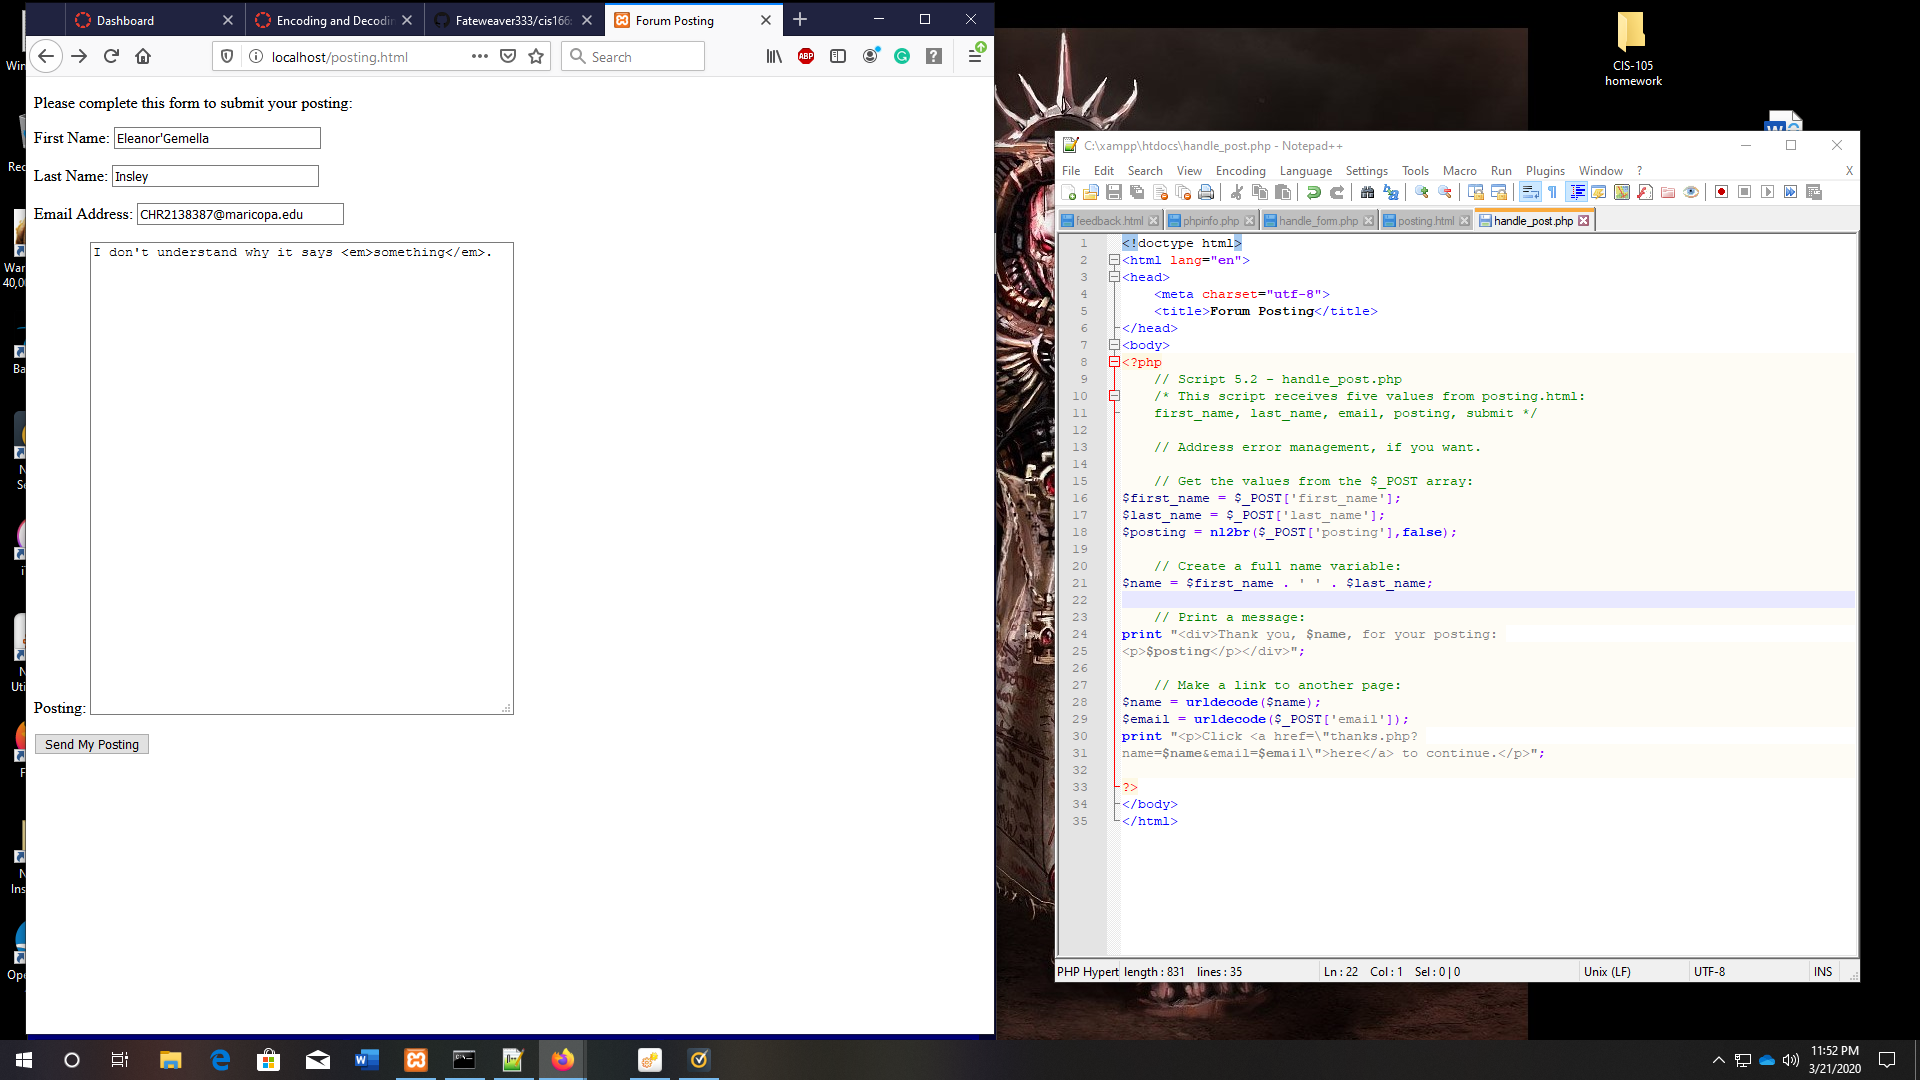 Dashboard
Encoding and Decodin
Fateweaver333/cis166
Forum Posting
localhost/posting.html
Search
ABP
Please complete this form to submit your posting:
First Name: Eleanor'Gemella
Last Name: Insley
Email Address: CHR2138387@maricopa.edu
I don't understand why it says <em>something</em>.
Posting:
Send My Posting
CIS-105
homework
C:\xampp\htdocs\handle_post.php - Notepad++
File Edit Search View Encoding Language Settings Tools Macro Run Plugins Window ? X
feedback.html phpinfo.php handle_form.php posting.html handle_post.php
1 <!doctype html>
2 <html lang="en">
3 <head>
4 <meta charset="utf-8">
5 <title>Forum Posting</title>
6 </head>
7 <body>
8 <?php
9 // Script 5.2 - handle_post.php
10 /* This script receives five values from posting.html:
11 first_name, last_name, email, posting, submit */
12
13 // Address error management, if you want.
14
15 // Get the values from the $_POST array:
16 $first_name = $_POST['first_name'];
17 $last_name = $_POST['last_name'];
18 $posting = nl2br($_POST['posting'],false);
19
20 // Create a full name variable:
21 $name = $first_name . ' ' . $last_name;
22
23 // Print a message:
24 print "<div>Thank you, $name, for your posting:
25 <p>$posting</p></div>";
26
27 // Make a link to another page:
28 $name = urldecode($name);
29 $email = urldecode($_POST['email']);
30 print "<p>Click <a href=\"thanks.php?
31 name=$name&email=$email\">here</a> to continue.</p>";
32
33 ?>
34 </body>
35 </html>
PHP Hypert length : 831 lines : 35 Ln : 22 Col : 1 Sel : 0 | 0 Unix (LF) UTF-8 INS
11:52 PM
3/21/2020